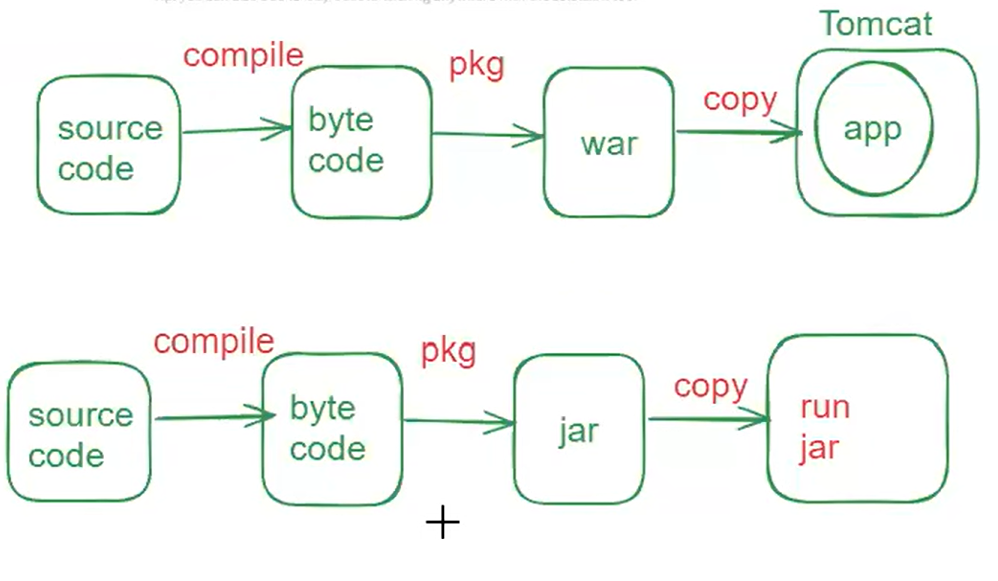 Tomcat
compile
pkg
copy
source
code
byte
code
war
app
compile
pkg
copy
source
code
byte
code
jar
run
jar